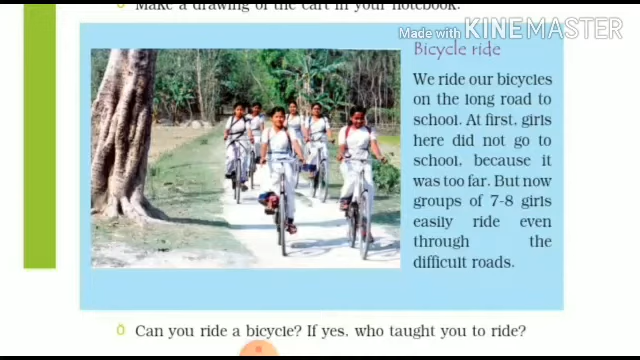 Make a drawing of the cart in your notebook.
Made with KINEMASTER
Bicycle ride
We ride our bicycles
on the long road to
school. At first, girls
here did not go to
school, because it
was too far. But now
groups of 7-8 girls
easily ride even
through the
difficult roads.
Can you ride a bicycle? If yes, who taught you to ride?